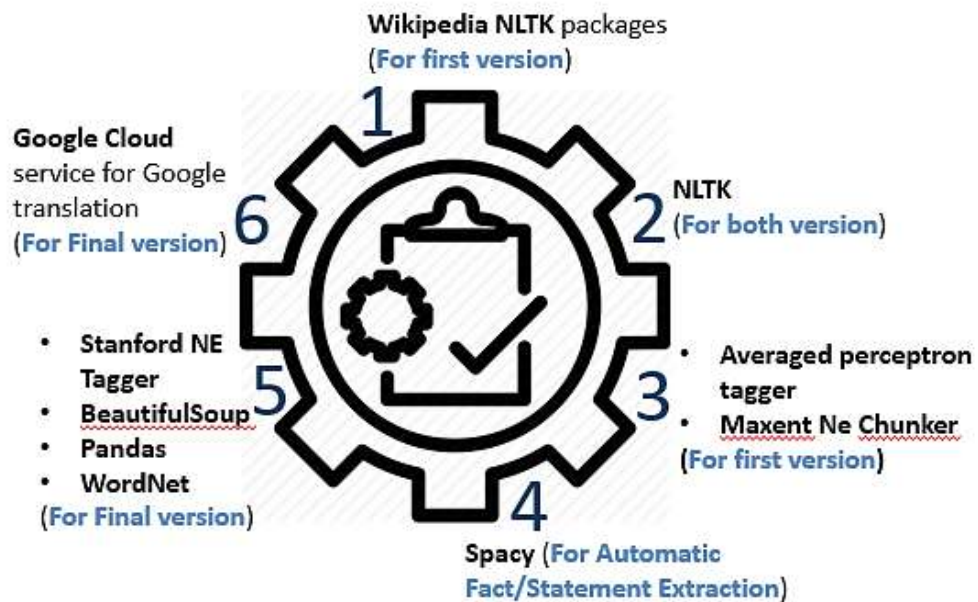 Wikipedia NLTK packages
(For first version)
1
2
NLTK
(For both version)
3
• Averaged perceptron
tagger
• Maxent Ne Chunker
(For first version)
4
Spacy (For Automatic
Fact/Statement Extraction)
5
• Stanford NE
Tagger
• BeautifulSoup
• Pandas
• WordNet
(For Final version)
6
Google Cloud
service for Google
translation
(For Final version)